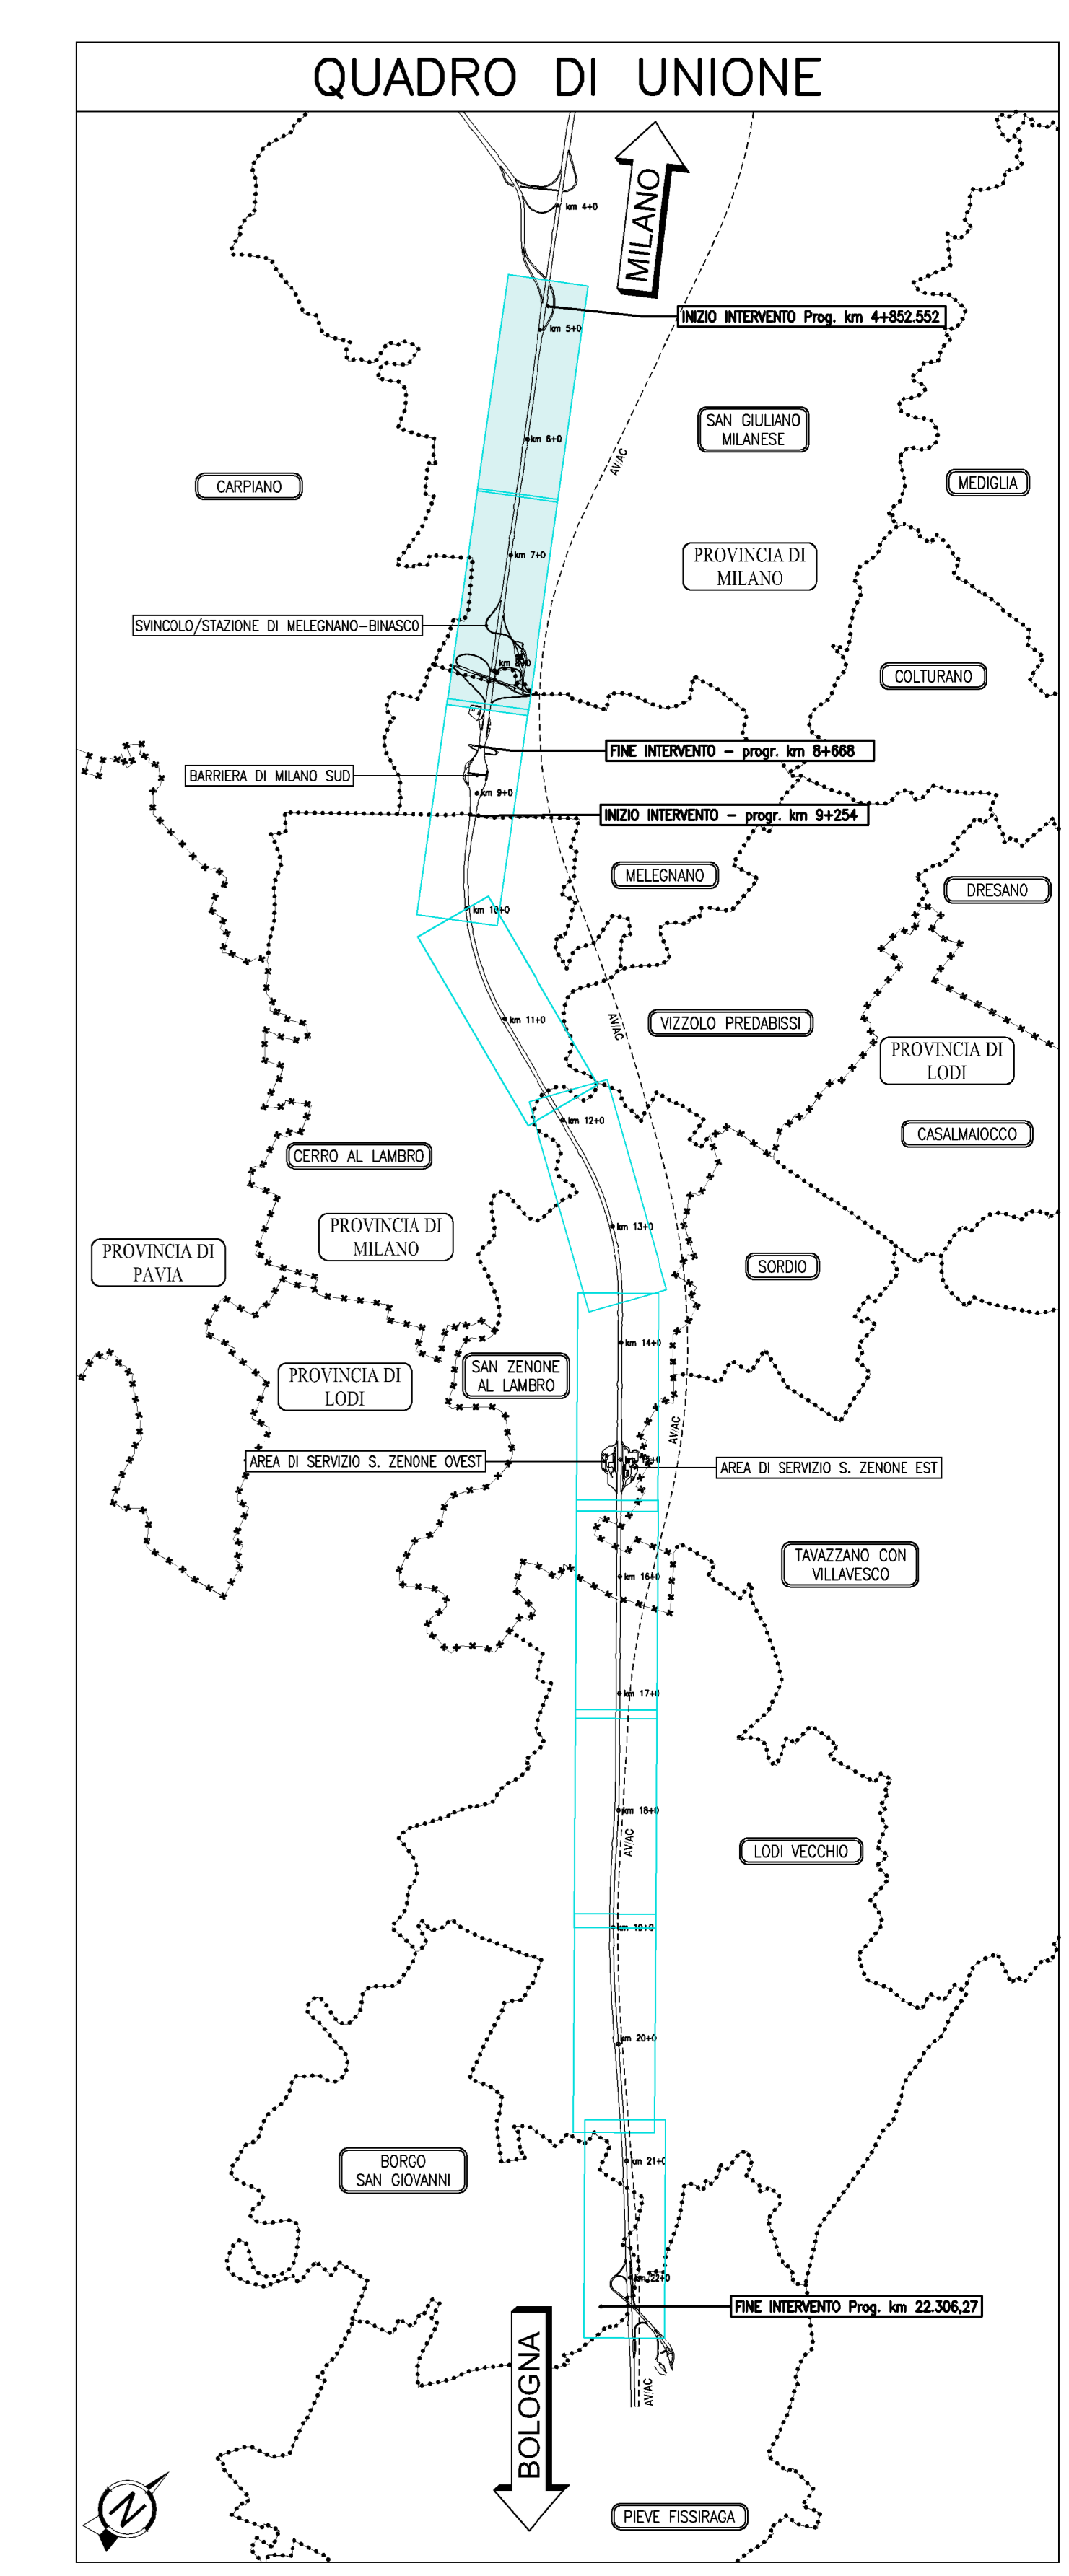 QUADRO DI UNIONE
MILANO
km 4+0
INIZIO INTERVENTO Prog. km 4+852.552
km 5+0
SAN GIULIANO
MILANESE
km 6+0
AV/AC
CARPIANO
MEDIGLIA
km 7+0
PROVINCIA DI
MILANO
SVINCOLO/STAZIONE DI MELEGNANO-BINASCO
km 8+0
COLTURANO
FINE INTERVENTO - progr. km 8+668
BARRIERA DI MILANO SUD
km 9+0
INIZIO INTERVENTO - progr. km 9+254
MELEGNANO
DRESANO
km 10+0
km 11+0
AV/AC
VIZZOLO PREDABISSI
PROVINCIA DI
LODI
km 12+0
CASALMAIOCCO
CERRO AL LAMBRO
PROVINCIA DI
MILANO
km 13+0
PROVINCIA DI
PAVIA
SORDIO
km 14+0
SAN ZENONE
AL LAMBRO
PROVINCIA DI
LODI
AV/AC
AREA DI SERVIZIO S. ZENONE OVEST
AREA DI SERVIZIO S. ZENONE EST
TAVAZZANO CON
VILLAVESCO
km 16+0
km 17+0
km 18+0
AV/AC
LODI VECCHIO
km 19+0
km 20+0
BORGO
SAN GIOVANNI
km 21+0
km 22+0
FINE INTERVENTO Prog. km 22.306,27
BOLOGNA
AV/AC
N
PIEVE FISSIRAGA